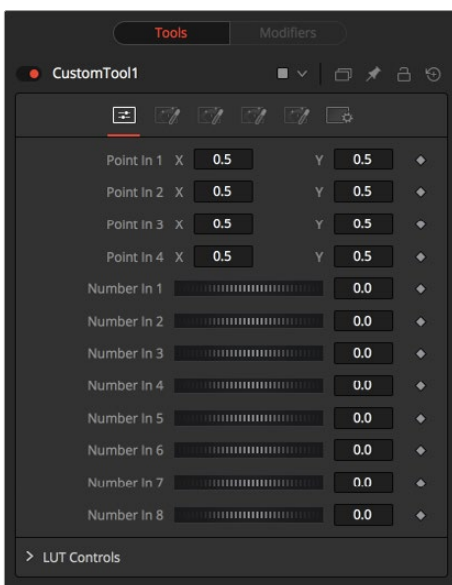 Tools Modifiers
CustomTool1
Point In 1 X 0.5 Y 0.5
Point In 2 X 0.5 Y 0.5
Point In 3 X 0.5 Y 0.5
Point In 4 X 0.5 Y 0.5
Number In 1 0.0
Number In 2 0.0
Number In 3 0.0
Number In 4 0.0
Number In 5 0.0
Number In 6 0.0
Number In 7 0.0
Number In 8 0.0
LUT Controls